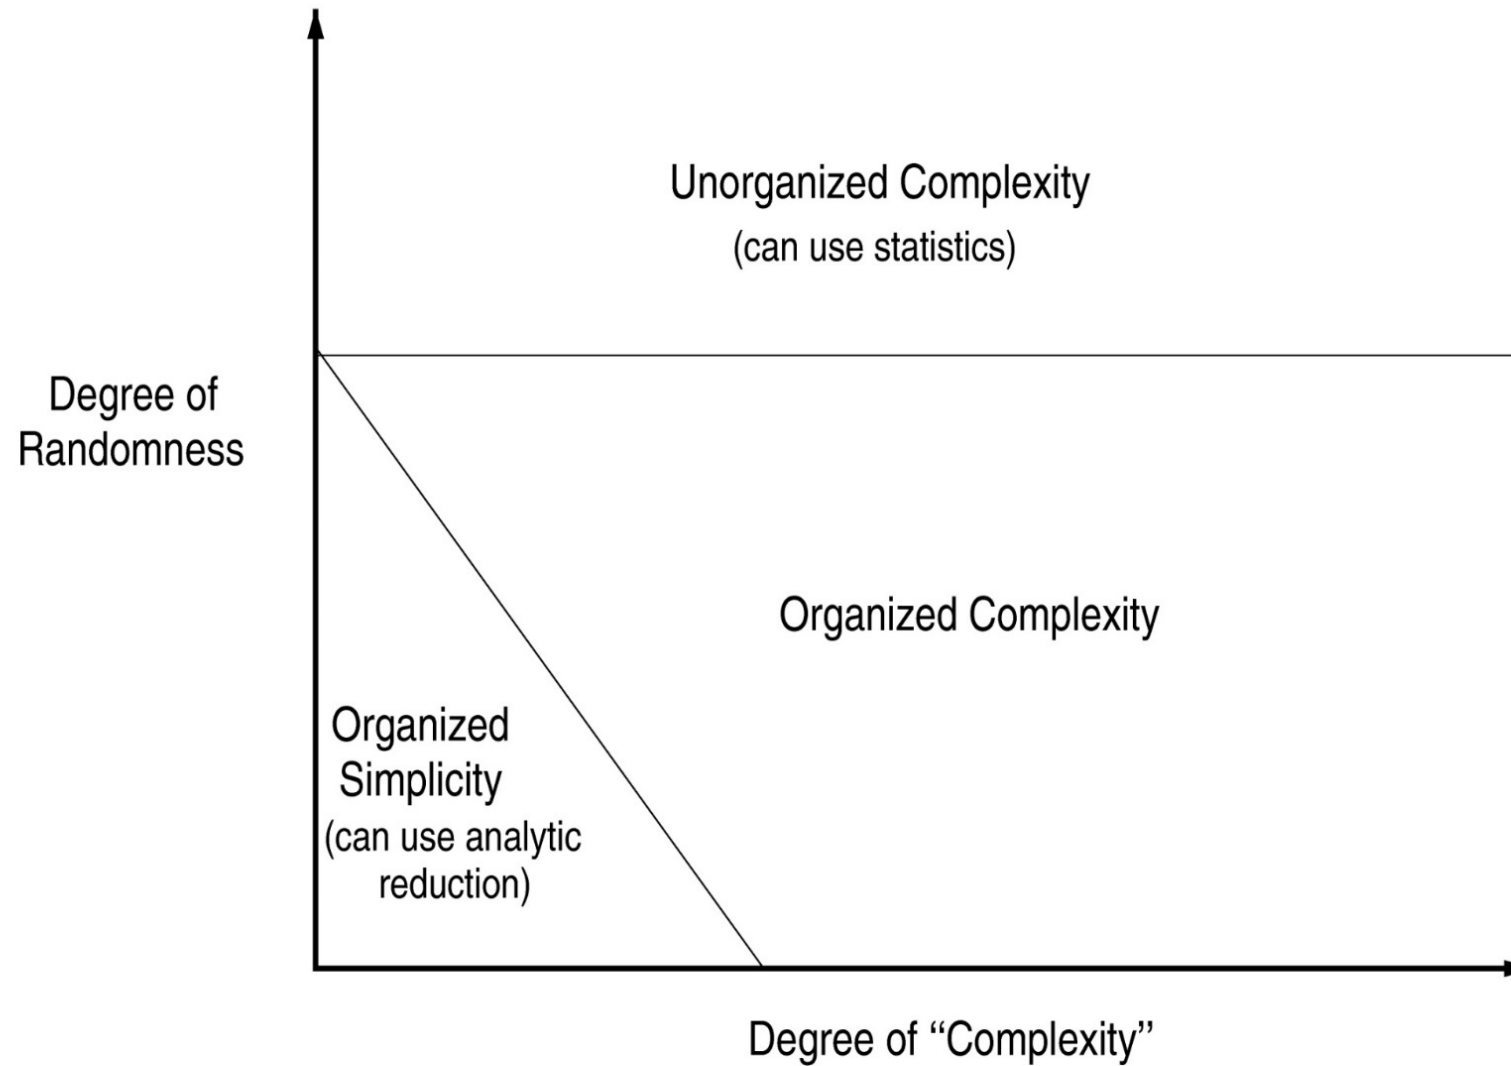 Unorganized Complexity
(can use statistics)
Degree of
Randomness
Organized Complexity
Organized
Simplicity
(can use analytic
reduction)
Degree of “Complexity”